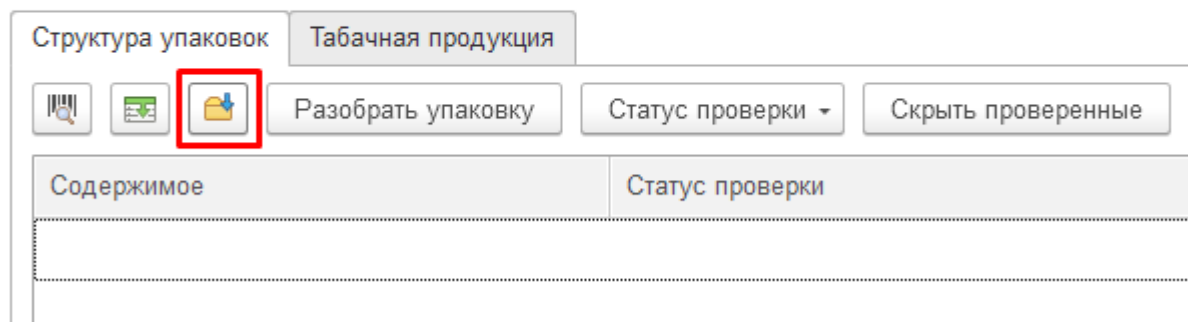 Структура упаковок Табачная продукция
Разобрать упаковку Статус проверки Скрыть проверенные
Содержимое Статус проверки